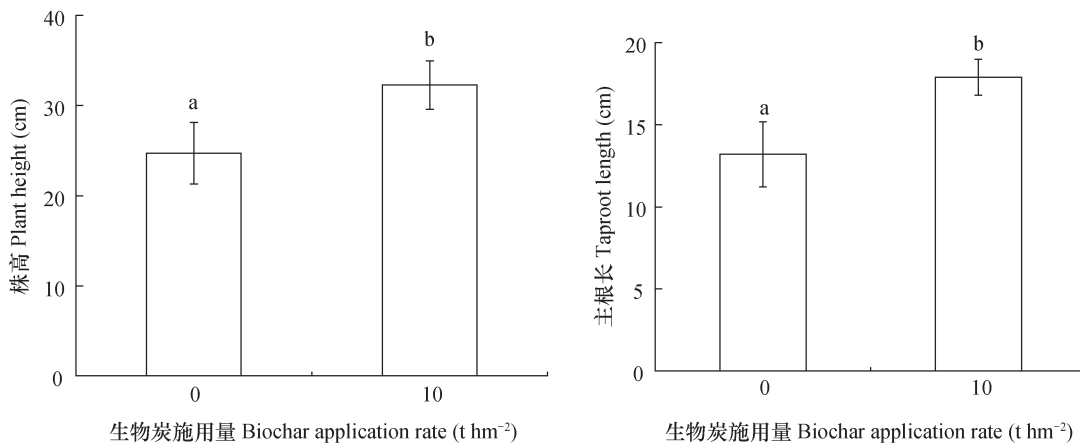 株高 Plant height (cm)
40
30
20
10
0
a
b
0
10
生物炭施用量 Biochar application rate (t hm⁻²)
主根长 Taproot length (cm)
20
15
10
5
0
a
b
0
10
生物炭施用量 Biochar application rate (t hm⁻²)